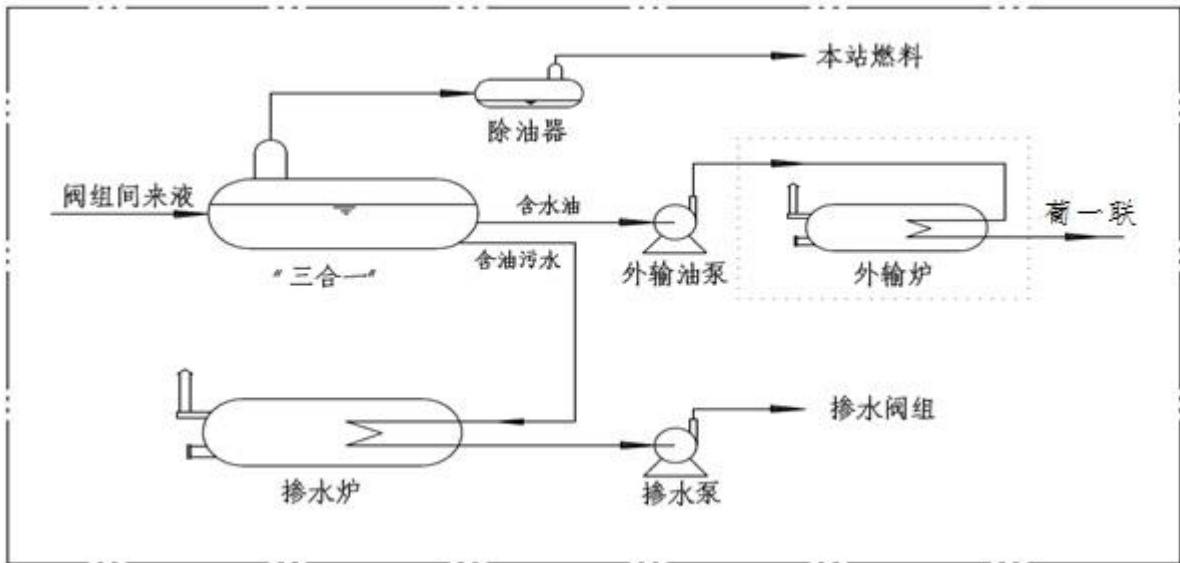 本站燃料
除油器
阀组间来液
含水油
葡一联
"三合一"
含油污水
外输油泵
外输炉
掺水阀组
掺水炉
掺水泵